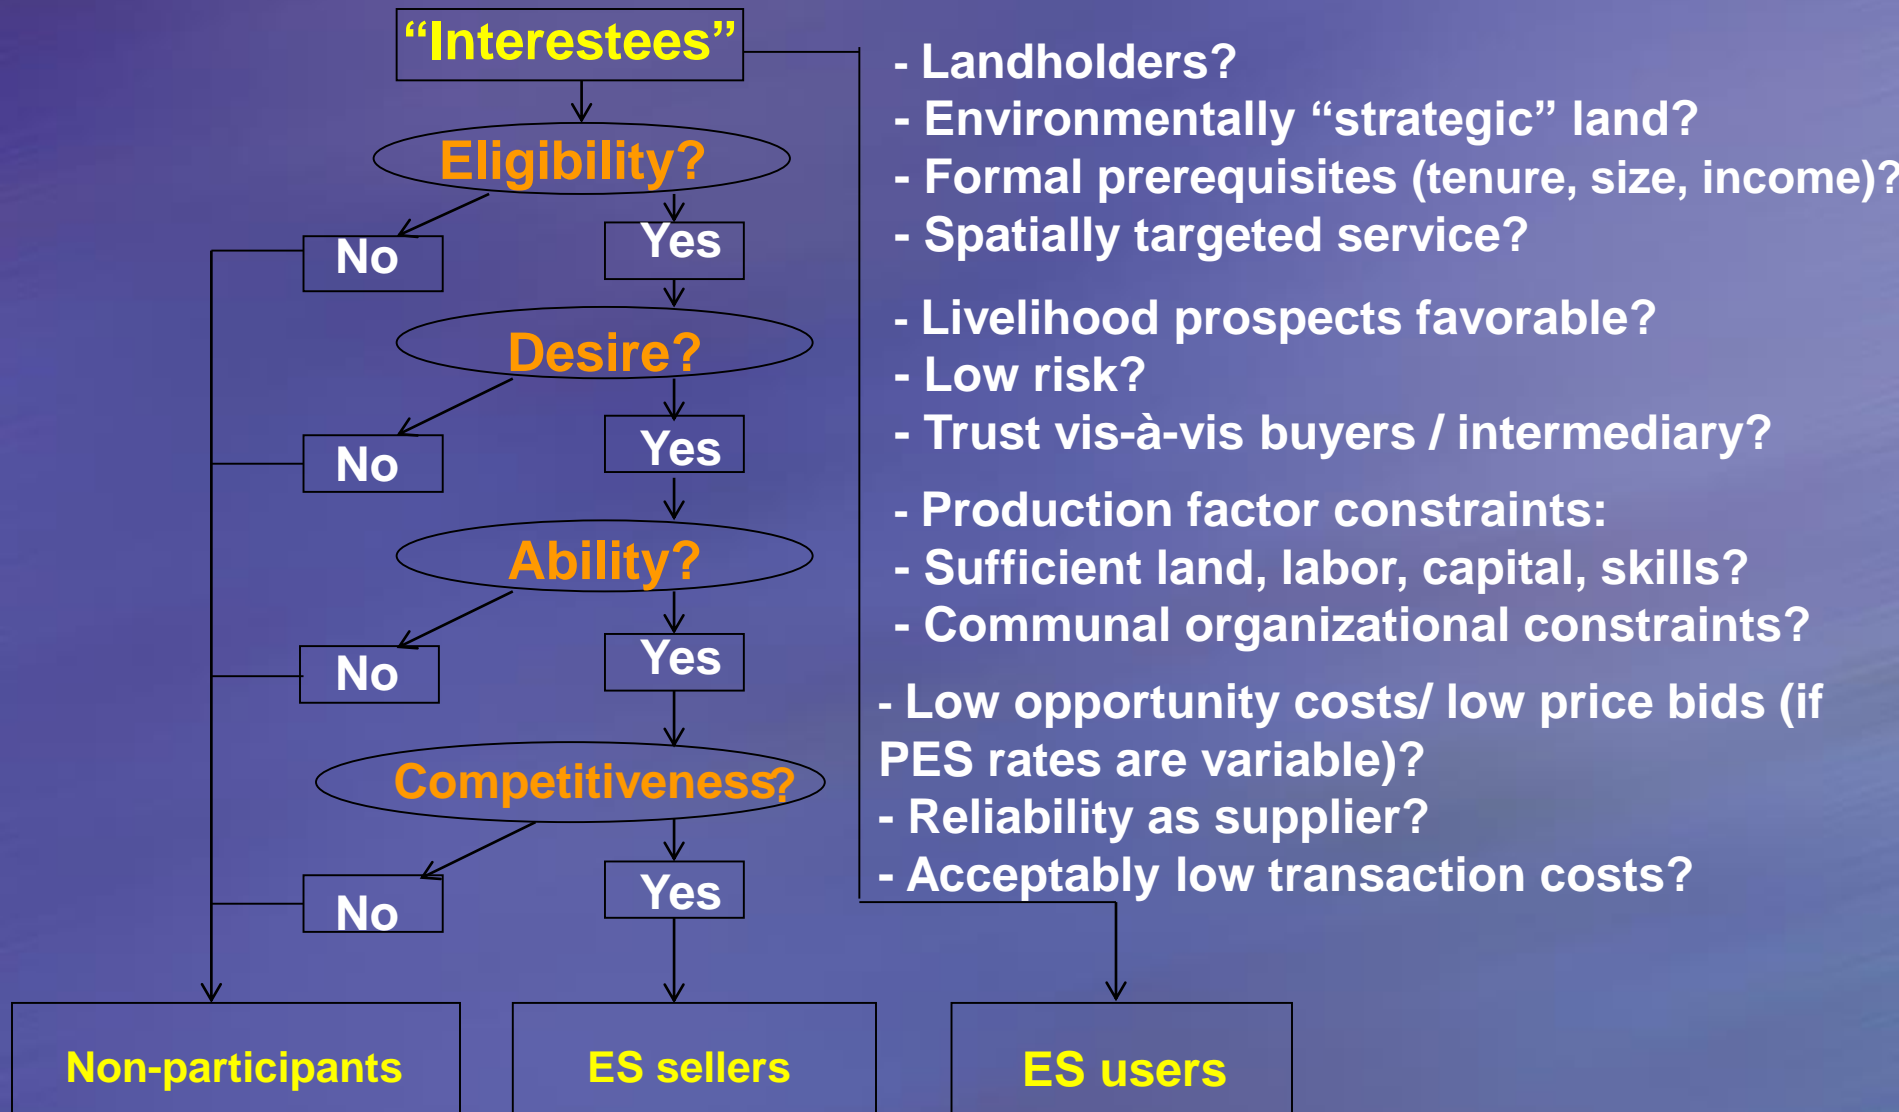 “Interestees”
Eligibility?
No
Yes
Desire?
No
Yes
Ability?
No
Yes
Competitiveness?
No
Yes
- Landholders?
- Environmentally “strategic” land?
- Formal prerequisites (tenure, size, income)?
- Spatially targeted service?
- Livelihood prospects favorable?
- Low risk?
- Trust vis-à-vis buyers / intermediary?
- Production factor constraints:
- Sufficient land, labor, capital, skills?
- Communal organizational constraints?
- Low opportunity costs/ low price bids (if
PES rates are variable)?
- Reliability as supplier?
- Acceptably low transaction costs?
Non-participants
ES sellers
ES users